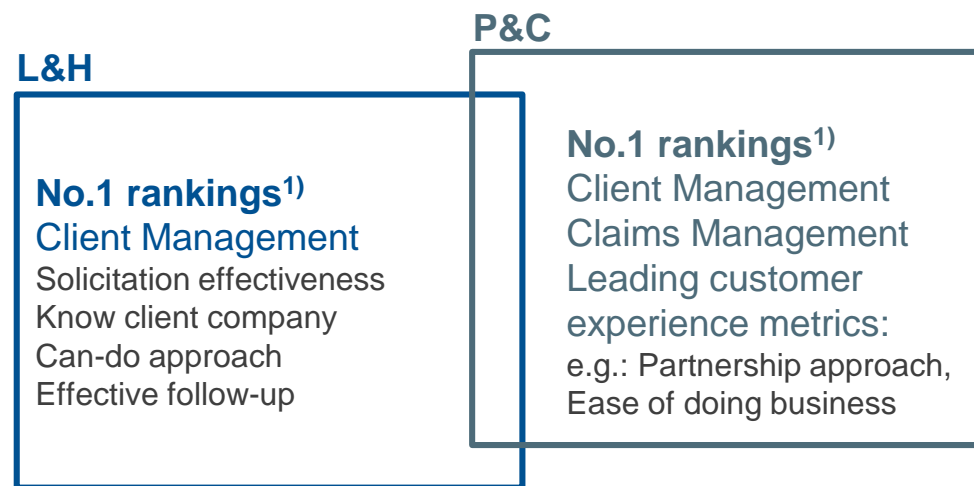 P&C
L&H
No.1 rankings1)
Client Management
Solicitation effectiveness
Know client company
Can-do approach
Effective follow-up
No.1 rankings1)
Client Management
Claims Management
Leading customer
experience metrics:
e.g.: Partnership approach,
Ease of doing business